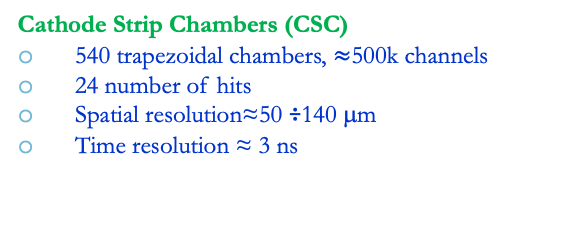 Cathode Strip Chambers (CSC)
540 trapezoidal chambers, ≈500k channels
24 number of hits
Spatial resolution≈50 ÷140 μm
Time resolution ≈ 3 ns